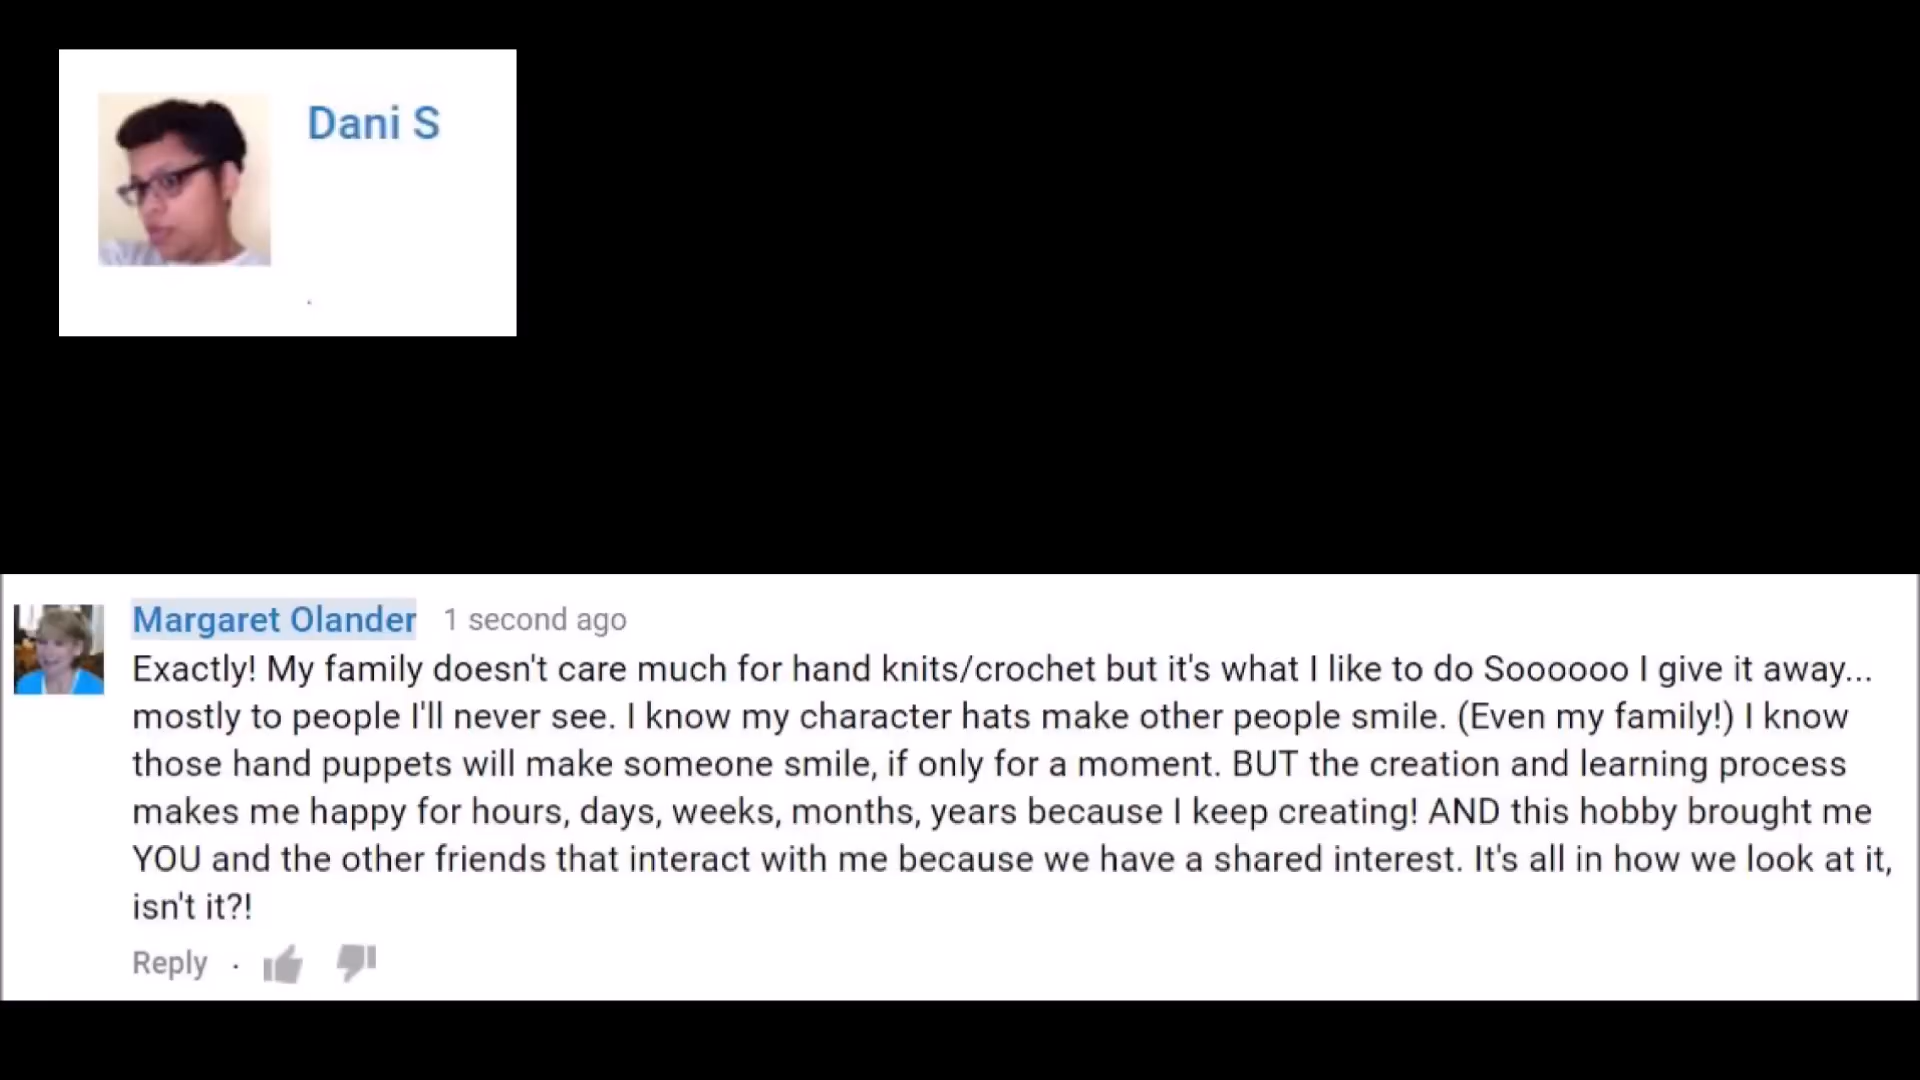 Dani S
Margaret Olander 1 second ago
Exactly! My family doesn't care much for hand knits/crochet but it's what I like to do Soooooo I give it away...
mostly to people I'll never see. I know my character hats make other people smile. (Even my family!) I know
those hand puppets will make someone smile, if only for a moment. BUT the creation and learning process
makes me happy for hours, days, weeks, months, years because I keep creating! AND this hobby brought me
YOU and the other friends that interact with me because we have a shared interest. It's all in how we look at it,
isn't it?!
Reply ·